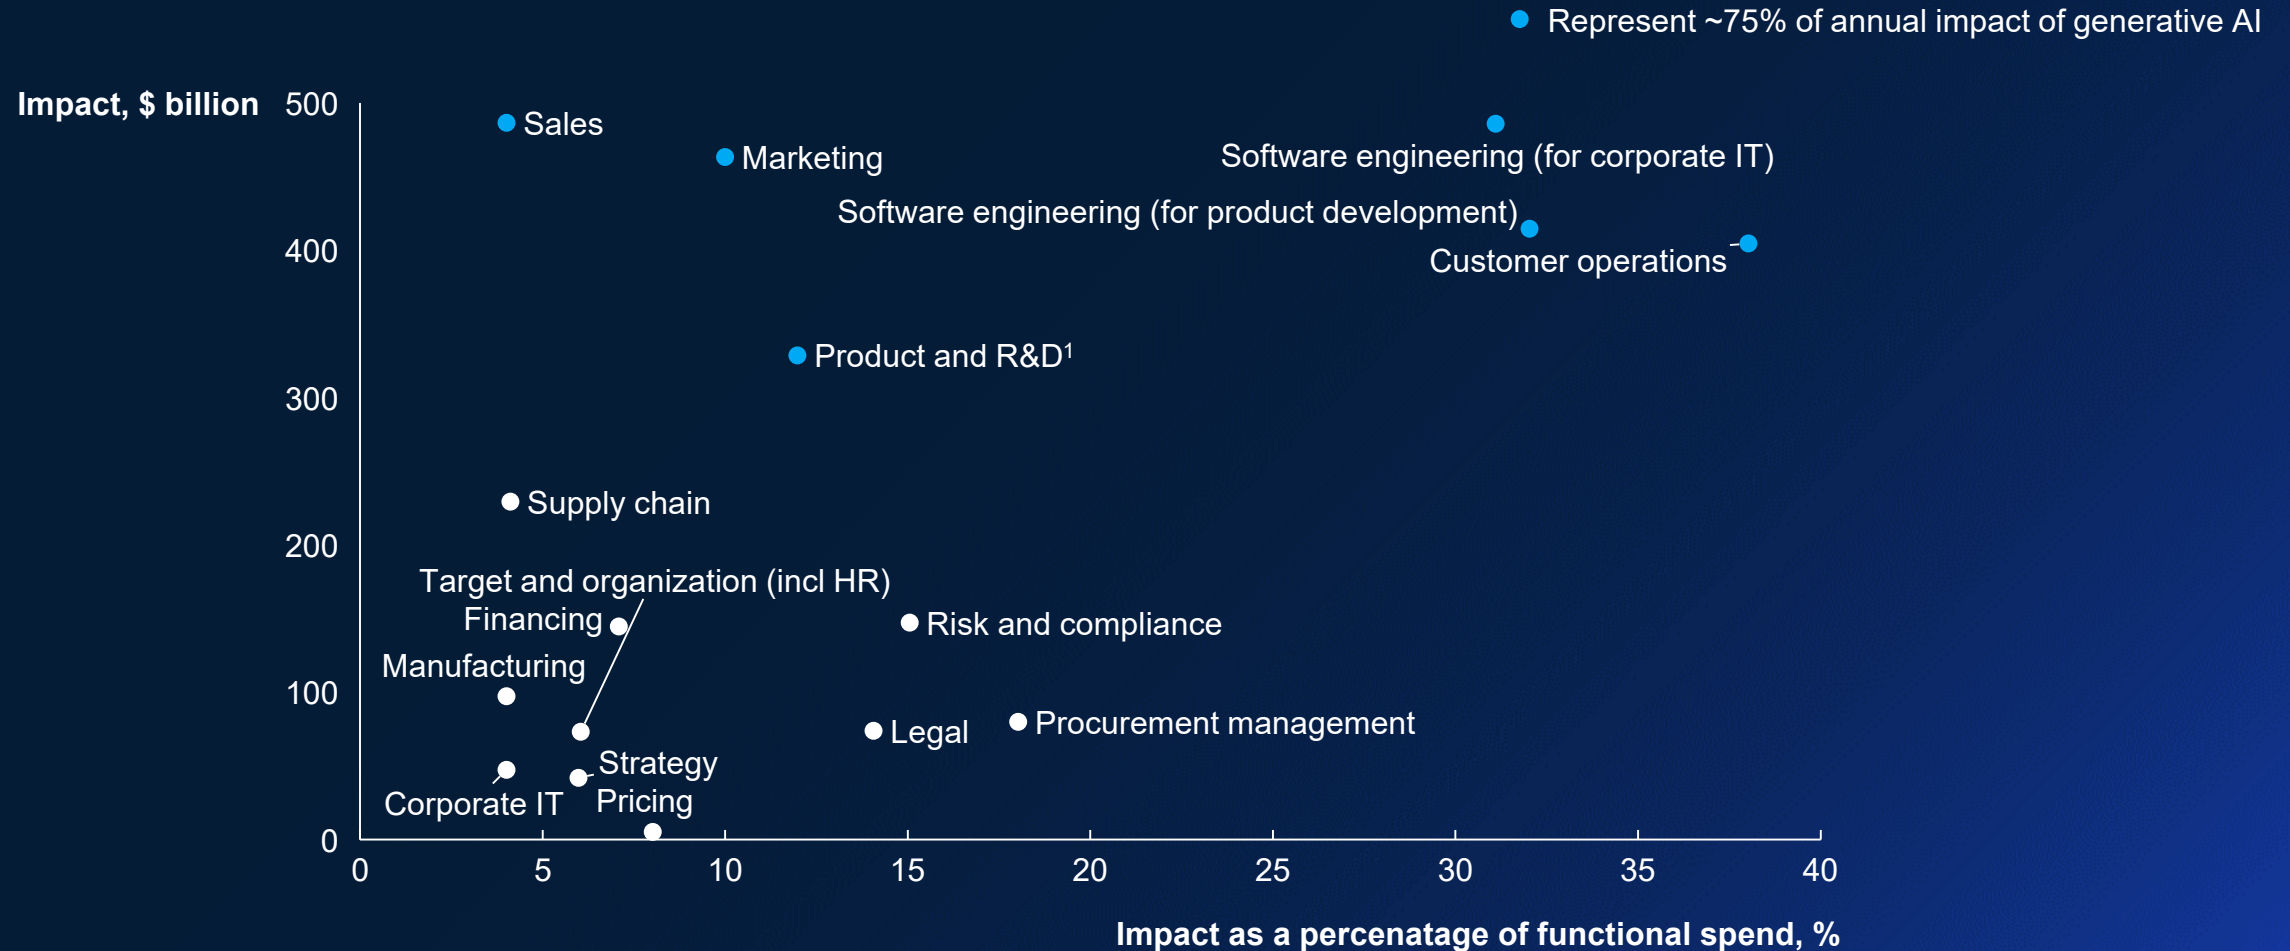 Represent ~75% of annual impact of generative AI
Impact, $ billion
500
Sales
Marketing
Software engineering (for corporate IT)
Software engineering (for product development)
400
Customer operations
Product and R&D¹
300
Supply chain
200
Target and organization (incl HR)
Financing
Risk and compliance
Manufacturing
100
Legal
Procurement management
Strategy
Corporate IT
Pricing
0
0 5 10 15 20 25 30 35 40
Impact as a percenatage of functional spend, %